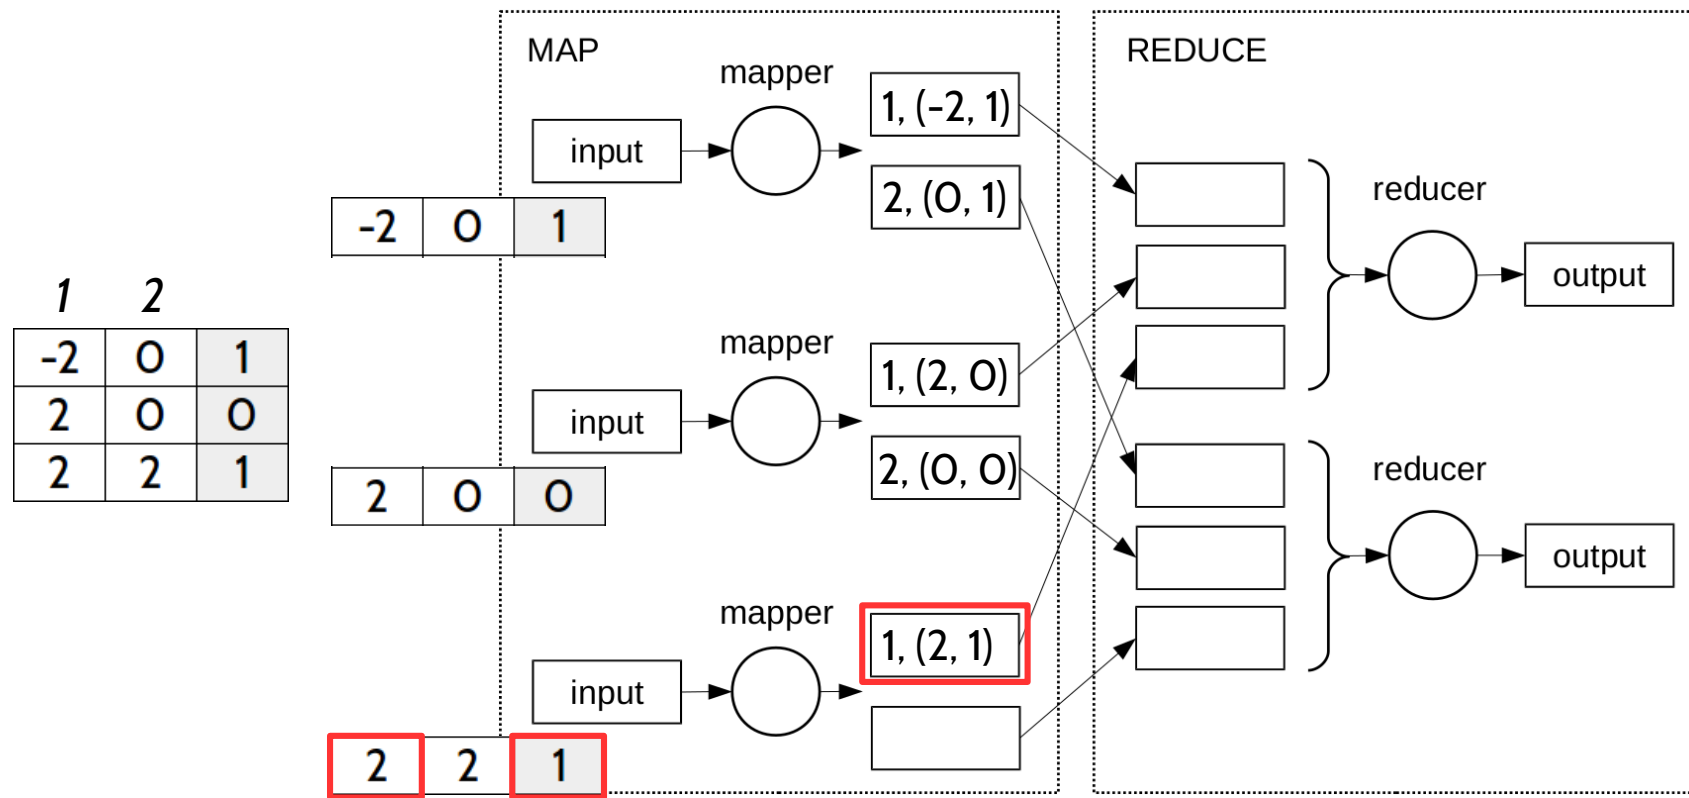 MAP
REDUCE
mapper
1, (-2, 1)
input
2, (0, 1)
reducer
-2 0 1
output
1 2
-2 0 1
2 0 0
2 2 1
mapper
1, (2, 0)
input
2, (0, 0)
reducer
2 0 0
output
mapper
1, (2, 1)
input
2 2 1